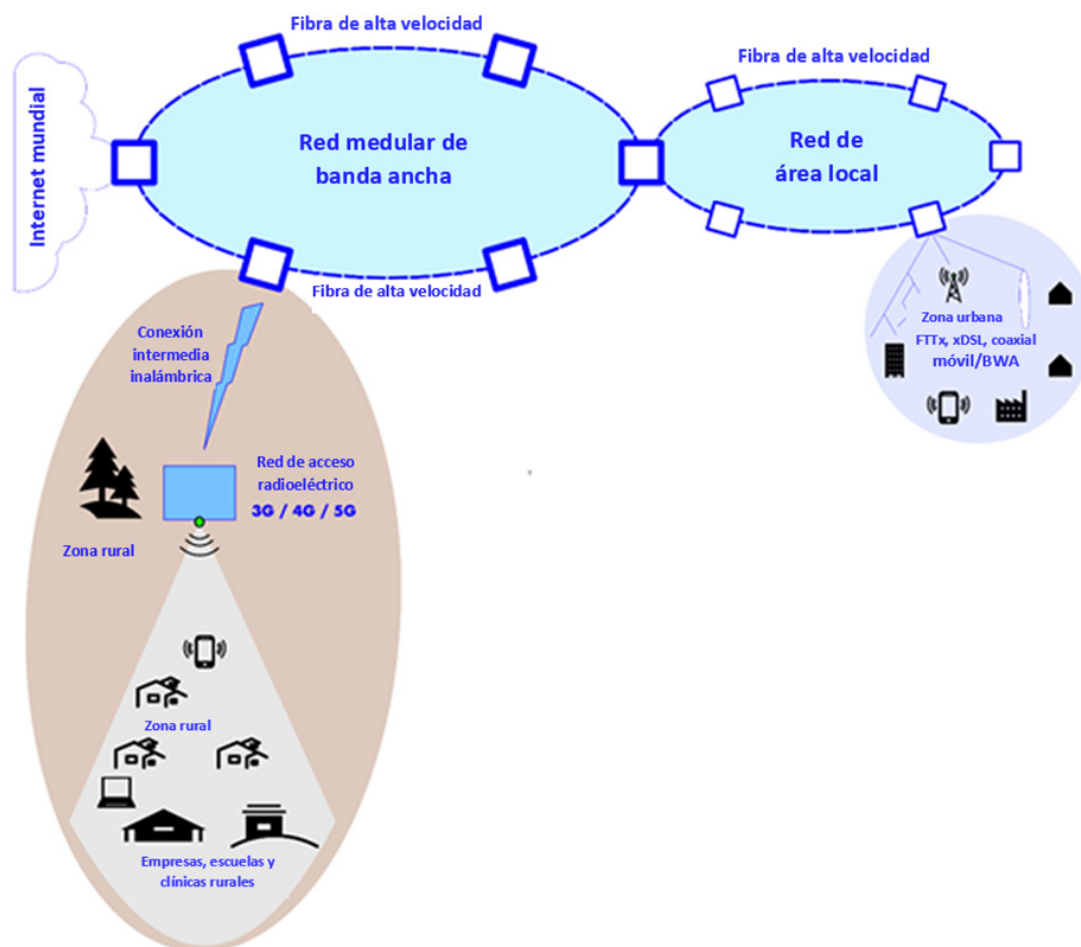 Fibra de alta velocidad
Fibra de alta velocidad
Internet mundial
Red medular de
banda ancha
Red de
área local
Fibra de alta velocidad
Conexión
intermedia
inalámbrica
Zona urbana
FTTx, xDSL, coaxial
móvil/BWA
Red de acceso
radioeléctrico
3G / 4G / 5G
Zona rural
Zona rural
Empresas, escuelas y
clínicas rurales